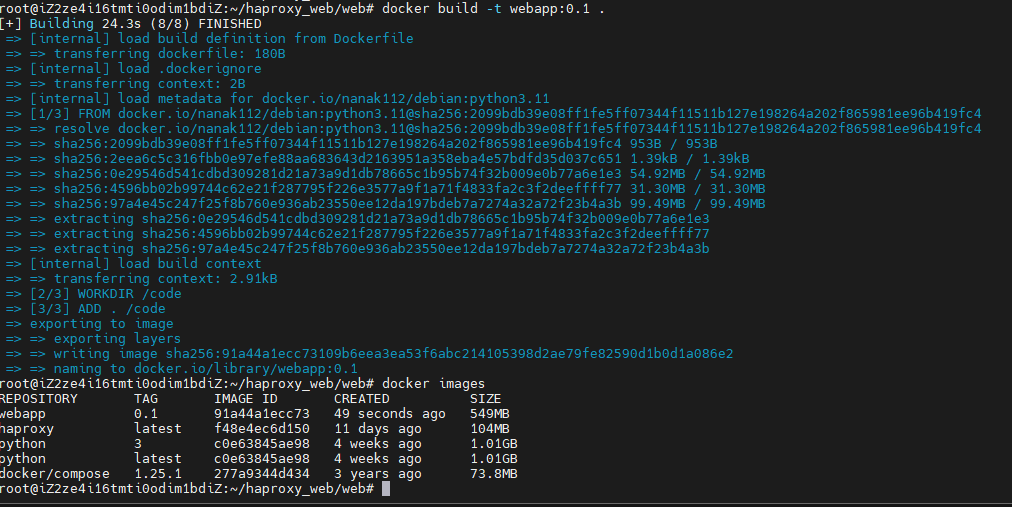 root@iZ2ze4i16tmti0odim1bdiZ:~/haproxy_web/web# docker build -t webapp:0.1 .
[+] Building 24.3s (8/8) FINISHED
=> [internal] load build definition from Dockerfile
=> => transferring dockerfile: 180B
=> [internal] load .dockerignore
=> => transferring context: 2B
=> [internal] load metadata for docker.io/nanak112/debian:python3.11
=> [1/3] FROM docker.io/nanak112/debian:python3.11@sha256:2099bdb39e08ff1fe5ff07344f11511b127e198264a202f865981ee96b419fc4
=> => resolve docker.io/nanak112/debian:python3.11@sha256:2099bdb39e08ff1fe5ff07344f11511b127e198264a202f865981ee96b419fc4
=> => sha256:2099bdb39e08ff1fe5ff07344f11511b127e198264a202f865981ee96b419fc4 953B / 953B
=> => sha256:2eea6c5c316fbb0e97efe88aa683643d2163951a358eba4e57bdfd35d037c651 1.39kB / 1.39kB
=> => sha256:0e29546d541cdbd309281d21a73a9d1db78665c1b95b74f32b009e0b77a6e1e3 54.92MB / 54.92MB
=> => sha256:4596bb02b99744c62e21f287795f226e3577a9f1a71f4833fa2c3f2deeffff77 31.30MB / 31.30MB
=> => sha256:97a4e45c247f25f8b760e936ab23550ee12da197bdeb7a7274a32a72f23b4a3b 99.49MB / 99.49MB
=> => extracting sha256:0e29546d541cdbd309281d21a73a9d1db78665c1b95b74f32b009e0b77a6e1e3
=> => extracting sha256:4596bb02b99744c62e21f287795f226e3577a9f1a71f4833fa2c3f2deeffff77
=> => extracting sha256:97a4e45c247f25f8b760e936ab23550ee12da197bdeb7a7274a32a72f23b4a3b
=> [internal] load build context
=> => transferring context: 2.91kB
=> [2/3] WORKDIR /code
=> [3/3] ADD . /code
=> exporting to image
=> => exporting layers
=> => writing image sha256:91a44a1ecc73109b6eea3ea53f6abc214105398d2ae79fe82590d1b0d1a086e2
=> => naming to docker.io/library/webapp:0.1
root@iZ2ze4i16tmti0odim1bdiZ:~/haproxy_web/web# docker images
REPOSITORY TAG IMAGE ID CREATED SIZE
webapp 0.1 91a44a1ecc73 49 seconds ago 549MB
haproxy latest f48e4ec6d150 11 days ago 104MB
python 3 c0e63845ae98 4 weeks ago 1.01GB
python latest c0e63845ae98 4 weeks ago 1.01GB
docker/compose 1.25.1 277a9344d434 3 years ago 73.8MB
root@iZ2ze4i16tmti0odim1bdiZ:~/haproxy_web/web#